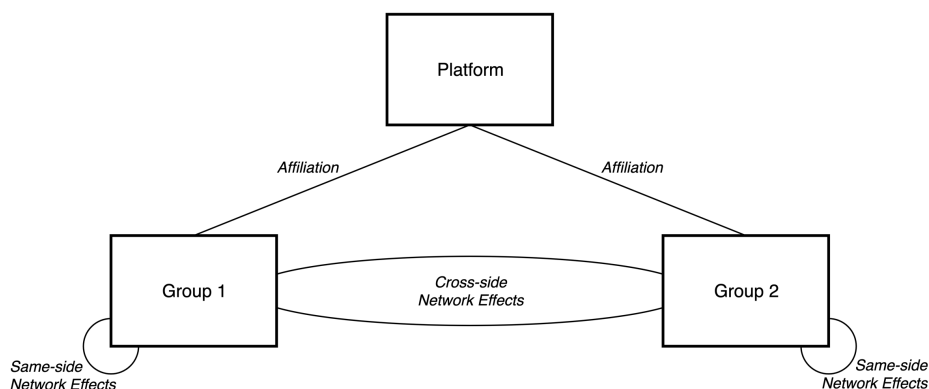 Platform
Affiliation
Affiliation
Group 1
Cross-side
Network Effects
Group 2
Same-side
Network Effects
Same-side
Network Effects